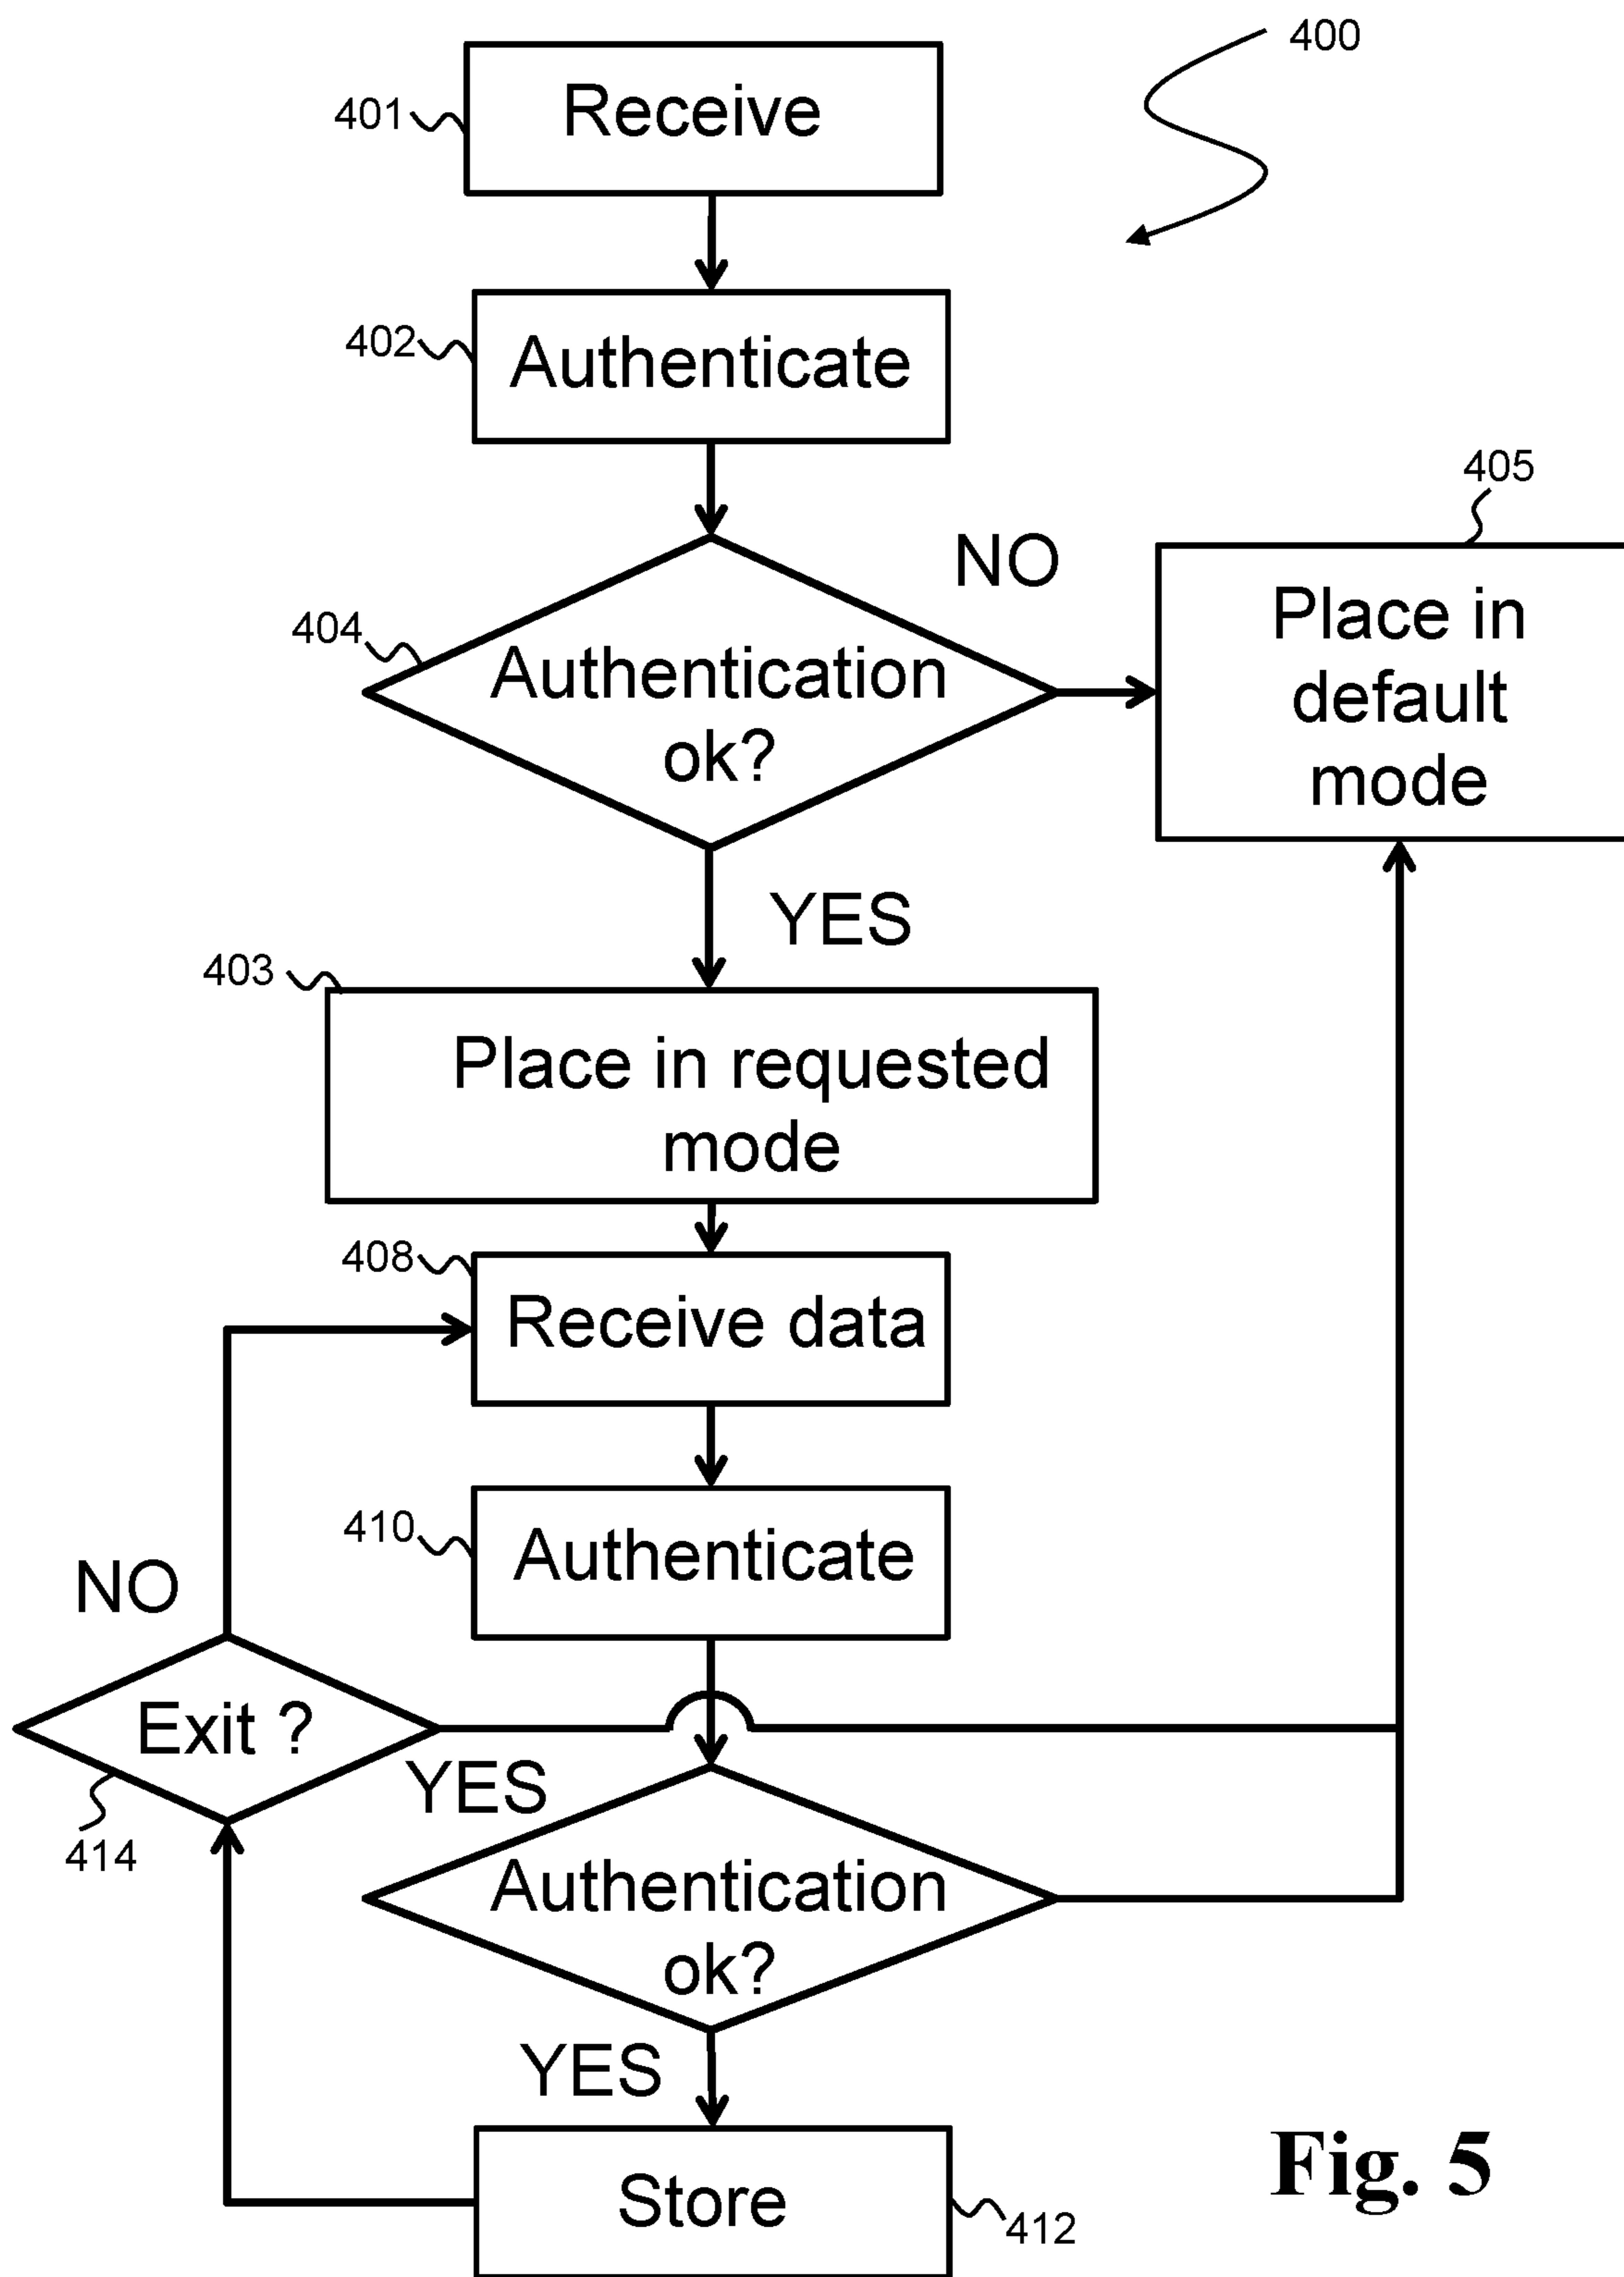 400
401
Receive
402
Authenticate
405
NO
404
Authentication
ok?
Place in
default
mode
YES
403
Place in requested
mode
408
Receive data
410
Authenticate
NO
Exit ?
YES
414
Authentication
ok?
YES
Store
412
Fig. 5